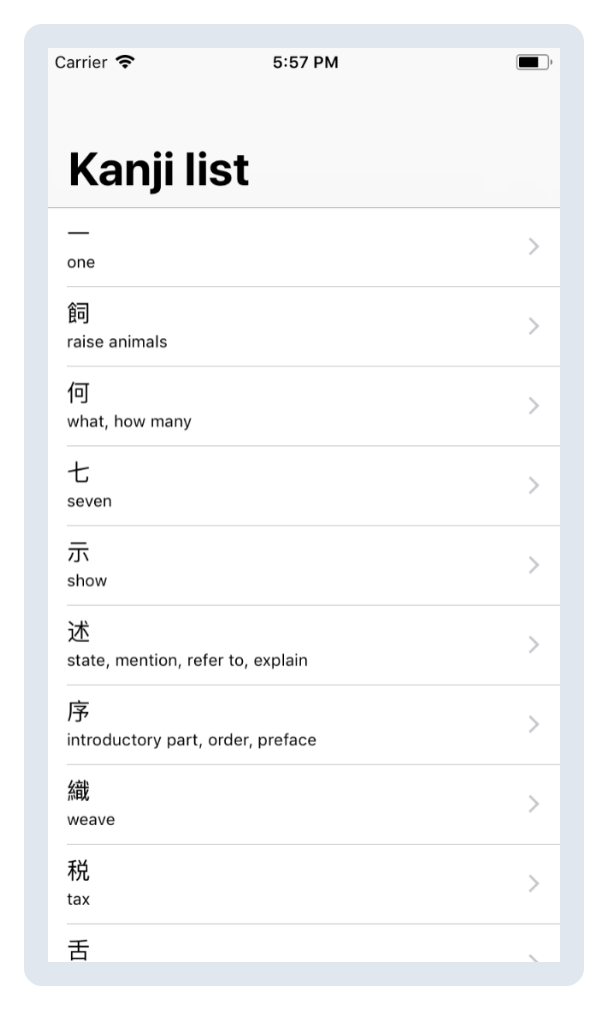 Carrier
5:57 PM
Kanji list
一
one
飼
raise animals
何
what, how many
七
seven
示
show
述
state, mention, refer to, explain
序
introductory part, order, preface
織
weave
税
tax
舌